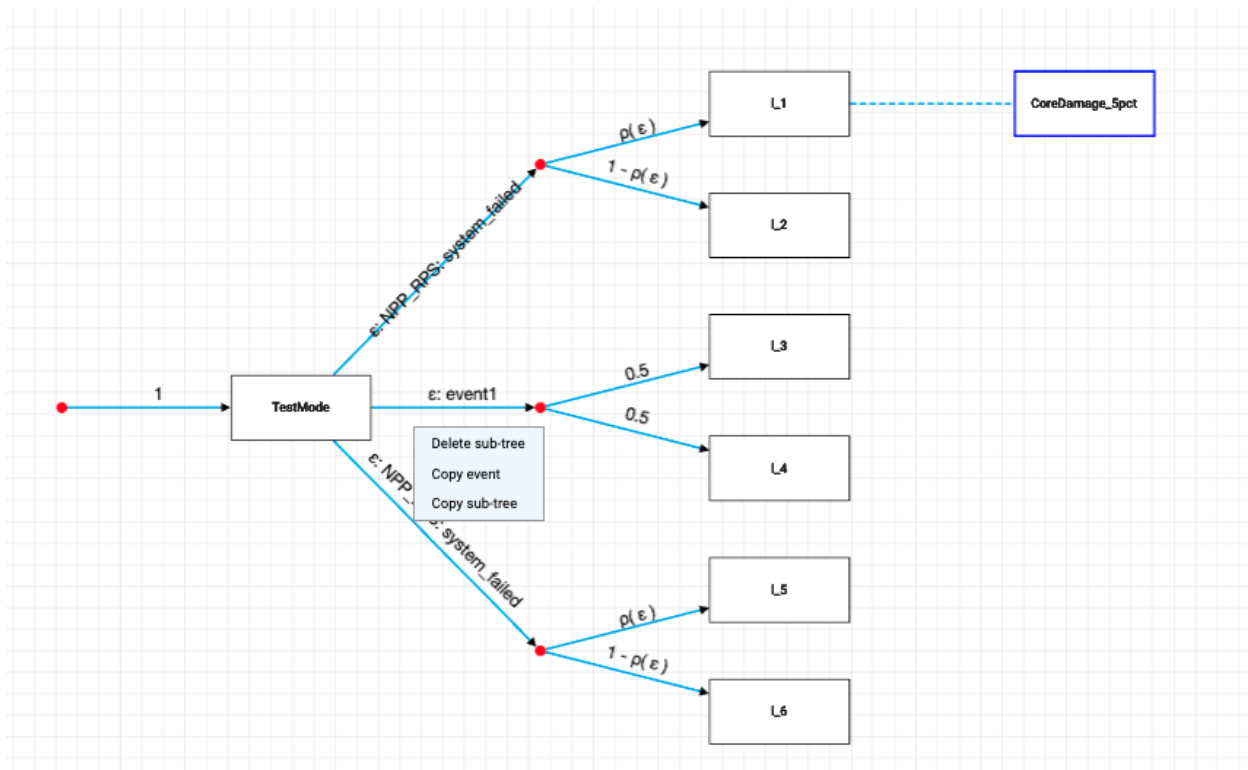 I_1
CoreDamage_5pct
ρ( ε )
1 - ρ( ε )
I_2
ε: NPP_RPS: system_failed
I_3
0.5
1
TestMode
ε: event1
0.5
I_4
Delete sub-tree
Copy event
Copy sub-tree
ε: NPP_ : system_failed
I_5
ρ( ε )
1 - ρ( ε )
I_6